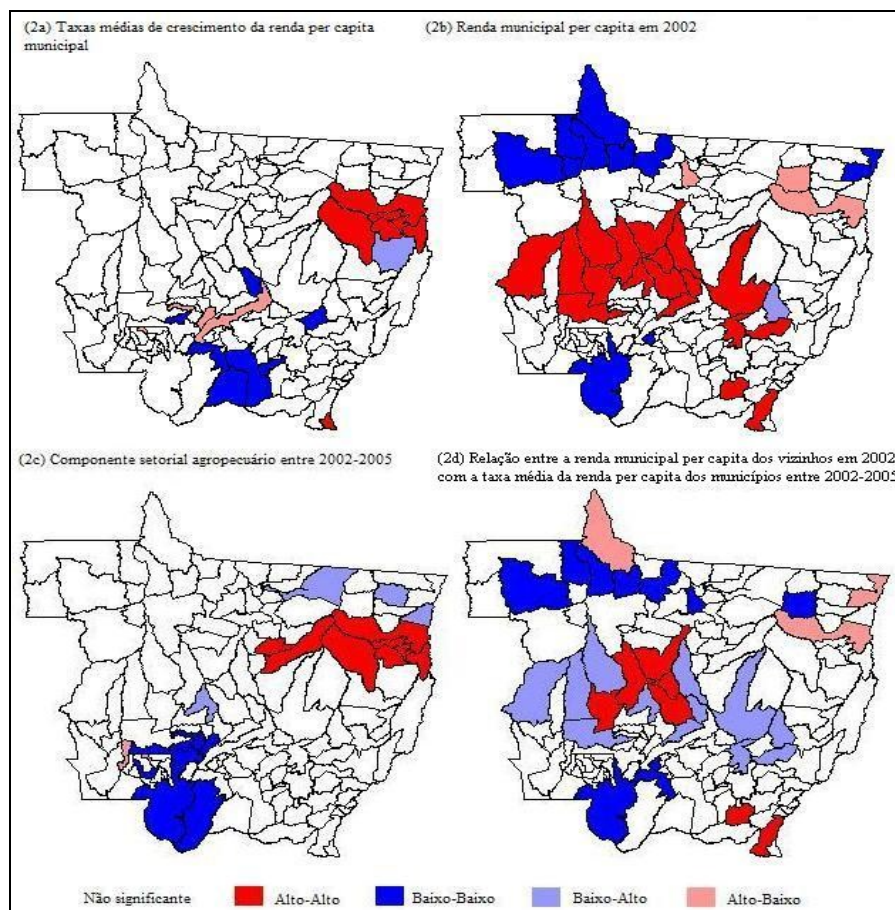 (2a) Taxas médias de crescimento da renda per capita
municipal
(2b) Renda municipal per capita em 2002
(2c) Componente setorial agropecuário entre 2002-2005
(2d) Relação entre a renda municipal per capita dos vizinhos em 2002
com a taxa média da renda per capita dos municípios entre 2002-2005
Não significante Alto-Alto Baixo-Baixo Baixo-Alto Alto-Baixo